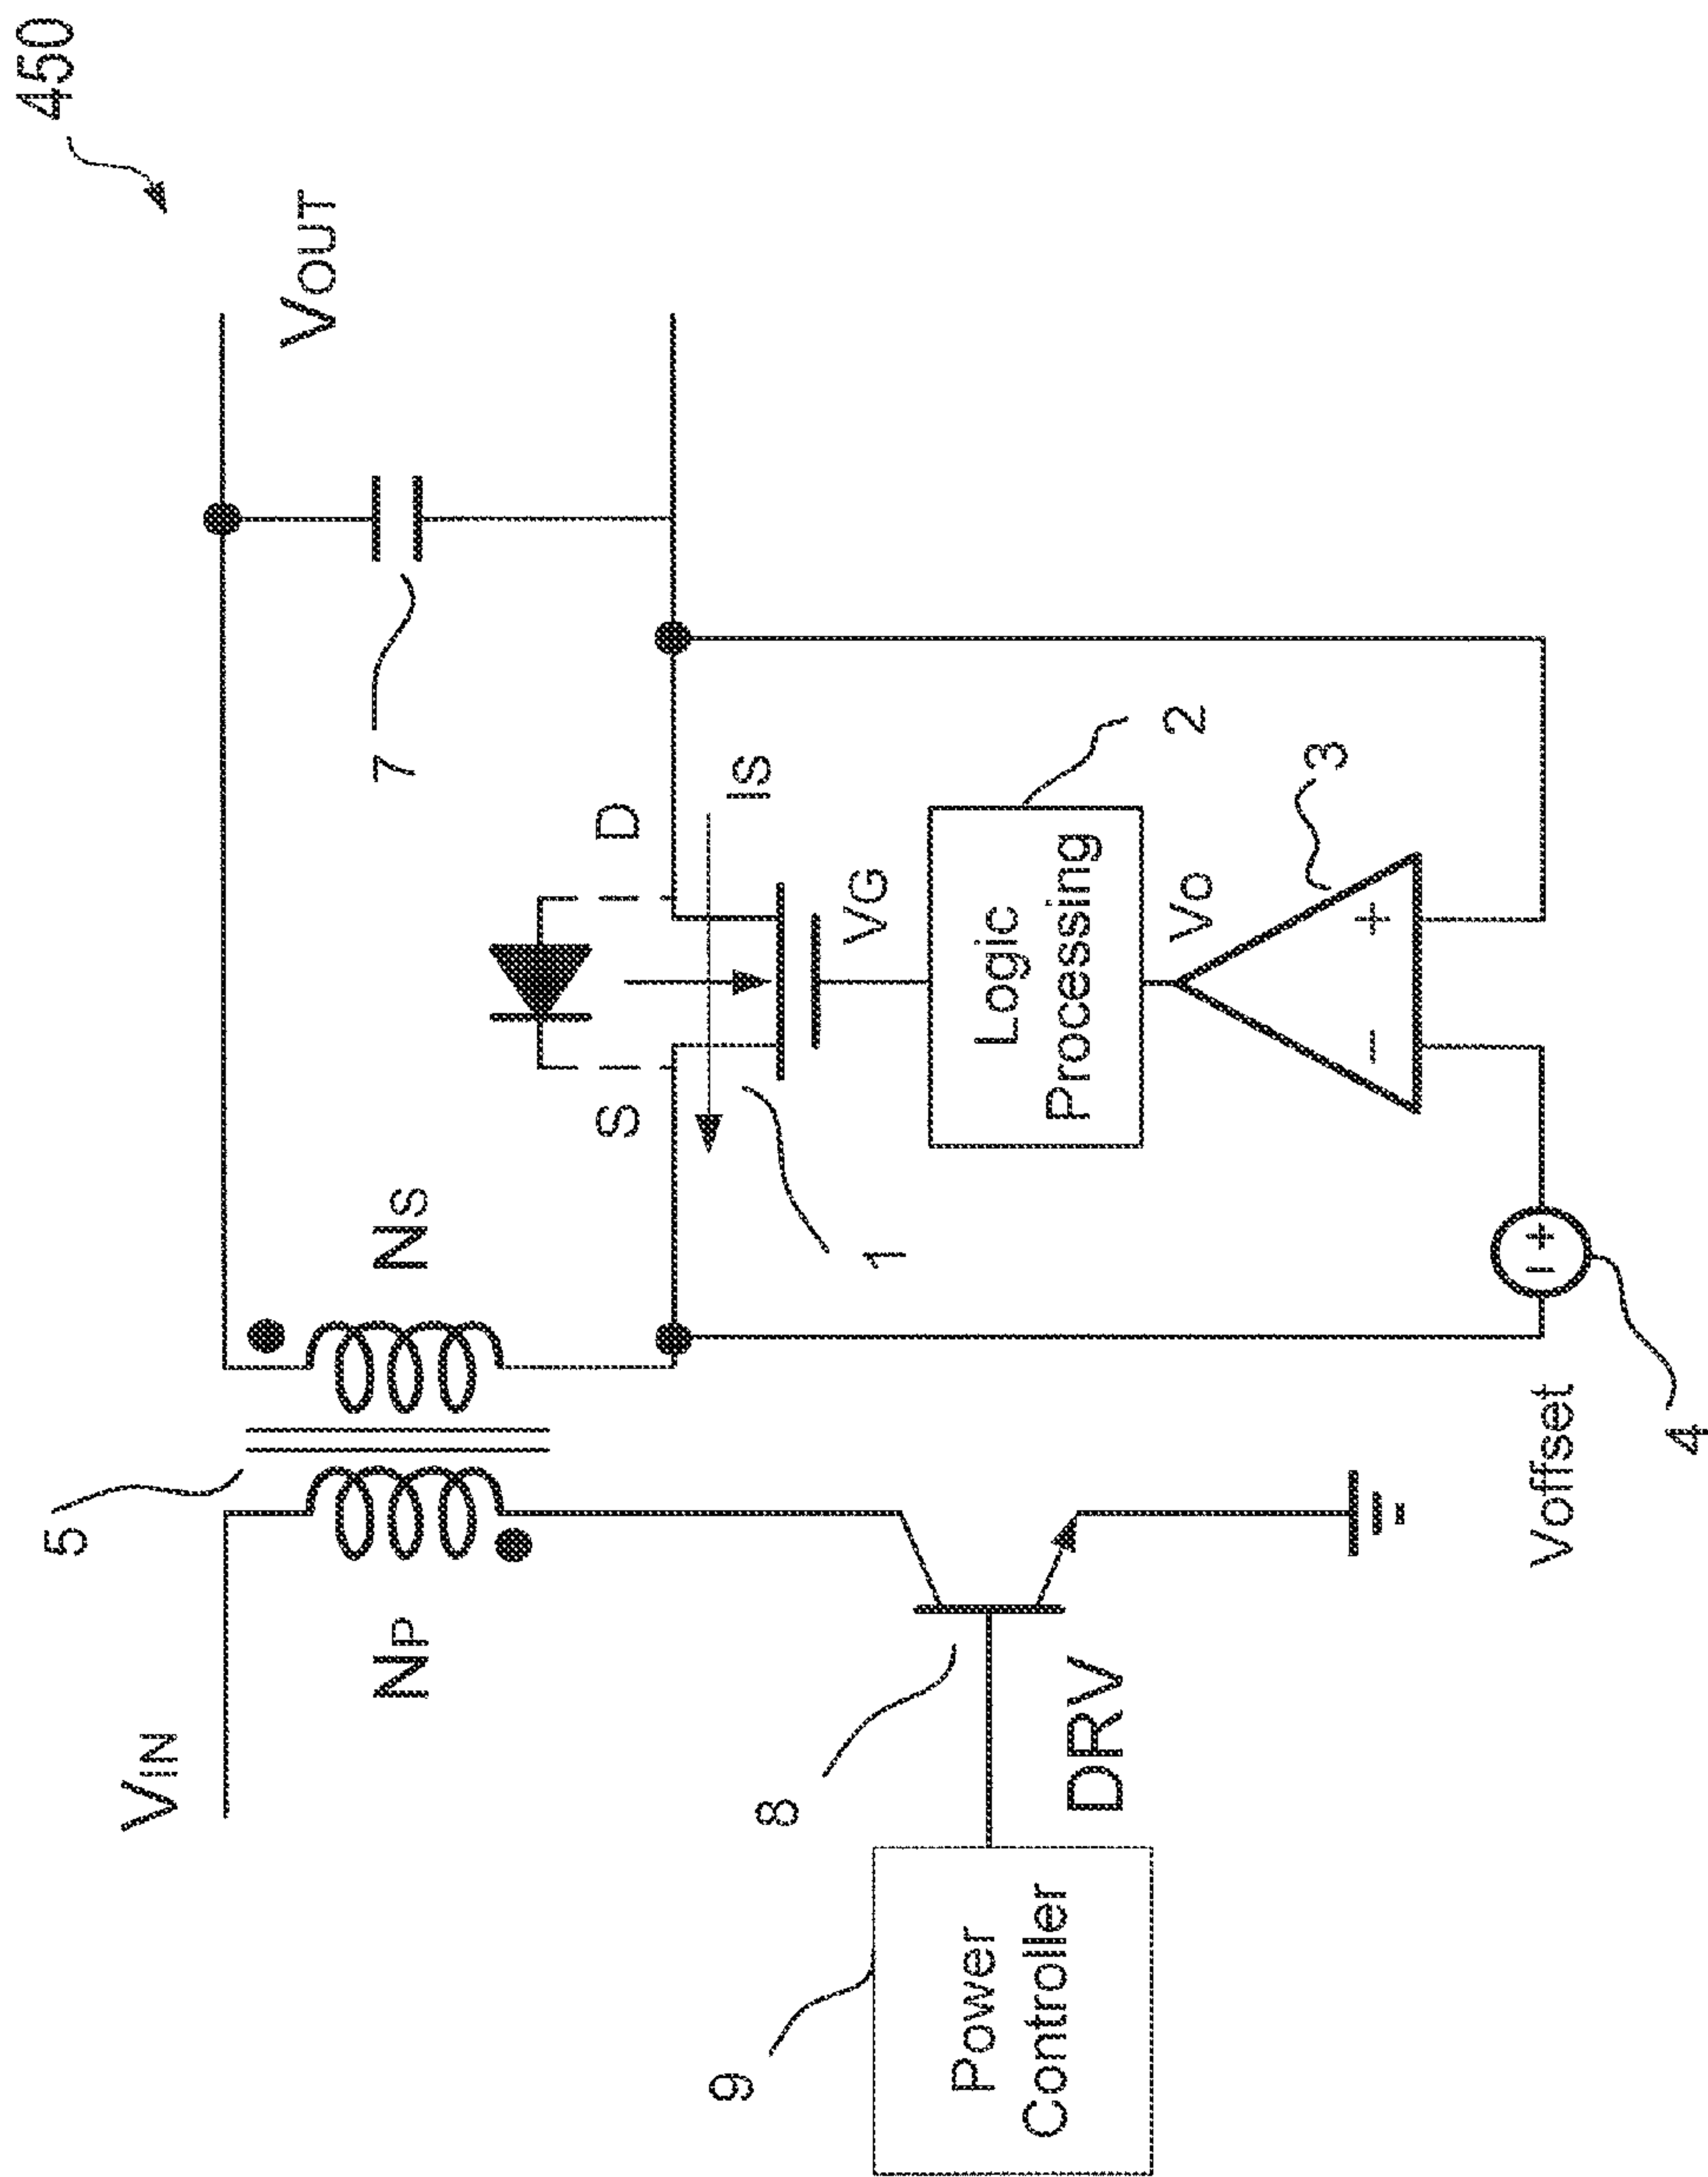 450
VIN
5
NP
NS
VOUT
7
S
D
IS
1
VG
8
DRV
9
Power
Controller
Logic
Processing
2
VO
3
−
+
− +
4
Voffset